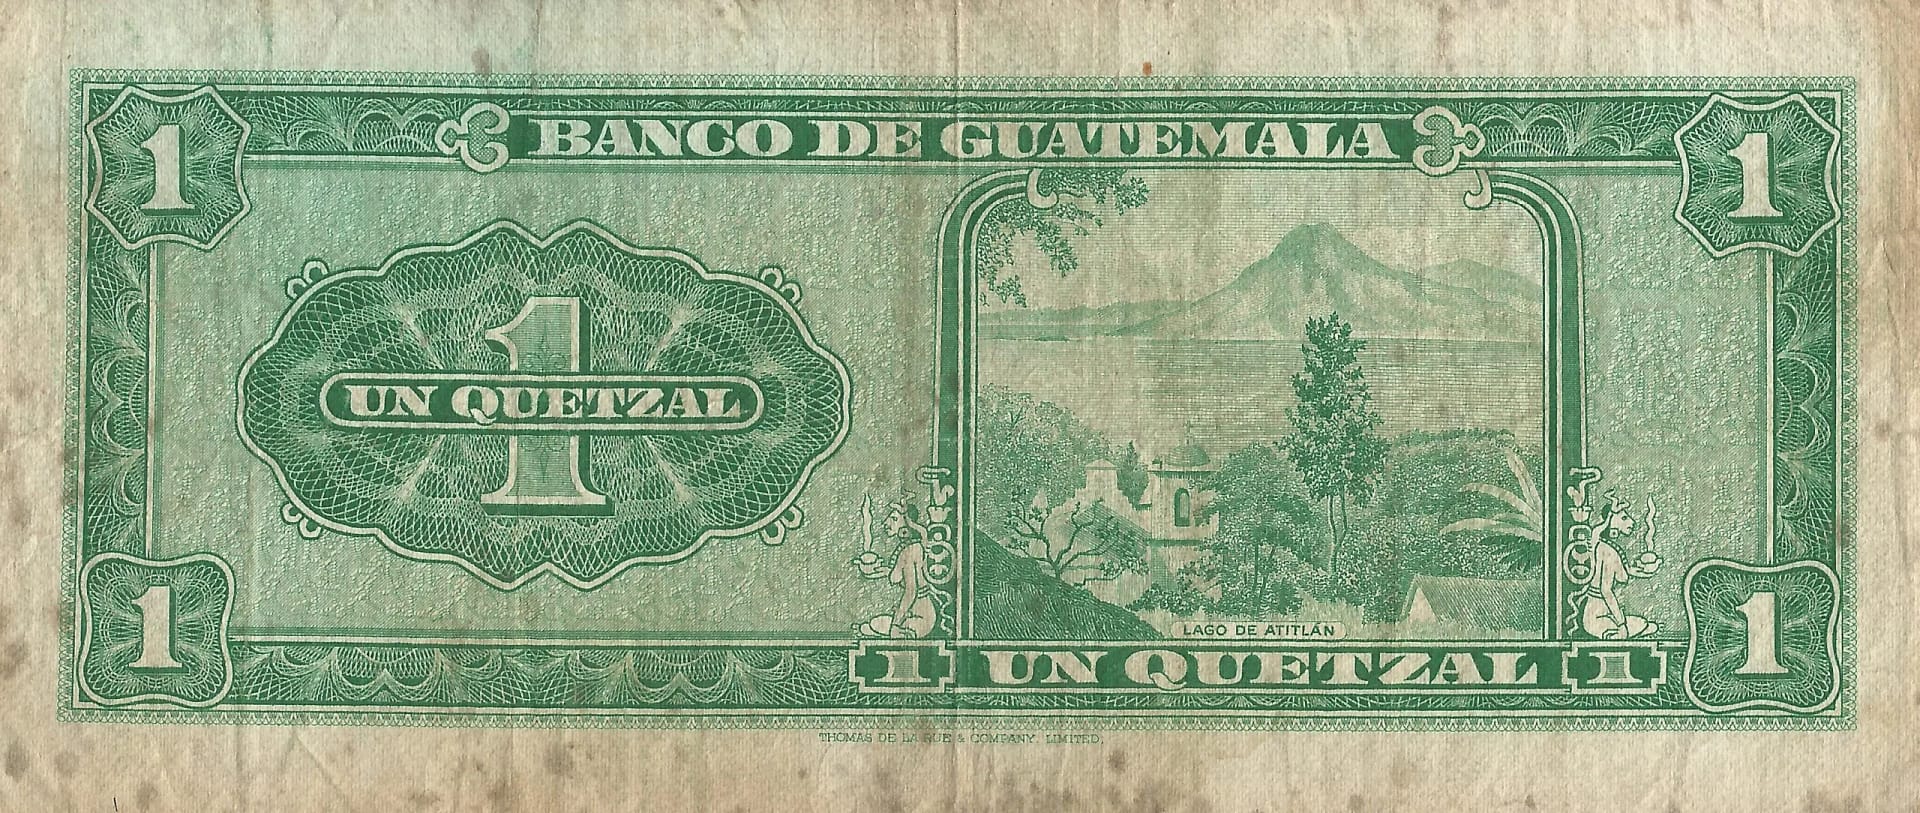 1 BANCO DE GUATEMALA 1
1
UN QUETZAL
LAGO DE ATITLÁN
1 1 UN QUETZAL 1 1
THOMAS DE LA RUE & COMPANY, LIMITED,